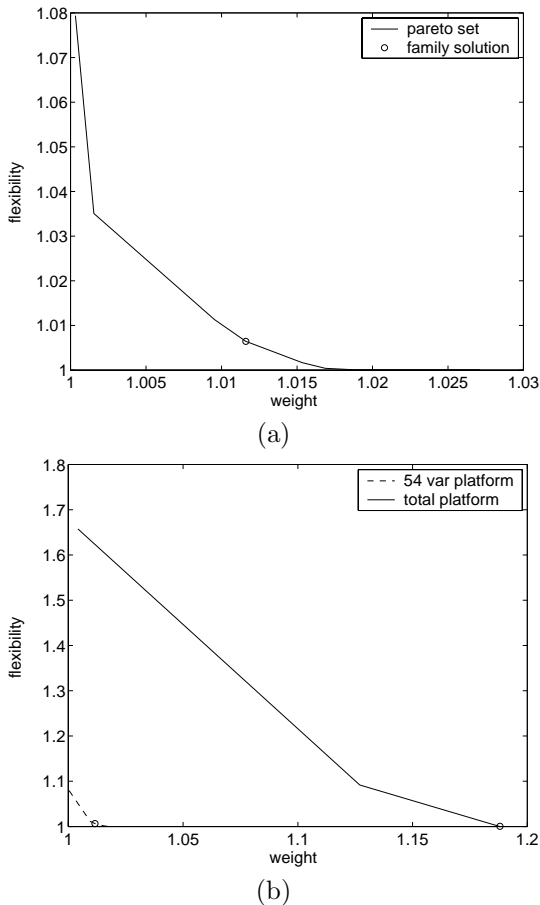 1.08
1.07
1.06
1.05
1.04
1.03
1.02
1.01
1
flexibility
pareto set
family solution
1 1.005 1.01 1.015 1.02 1.025 1.03
weight
(a)
1.8
1.7
1.6
1.5
1.4
1.3
1.2
1.1
1
flexibility
54 var platform
total platform
1 1.05 1.1 1.15 1.2
weight
(b)